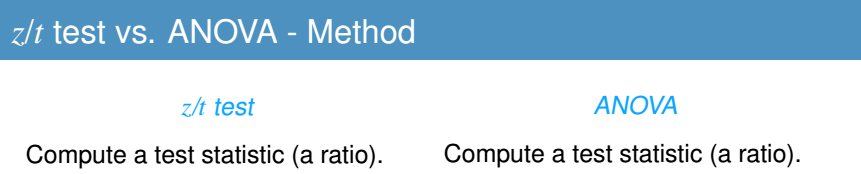 z/t test vs. ANOVA - Method
z/t test
ANOVA
Compute a test statistic (a ratio).
Compute a test statistic (a ratio).